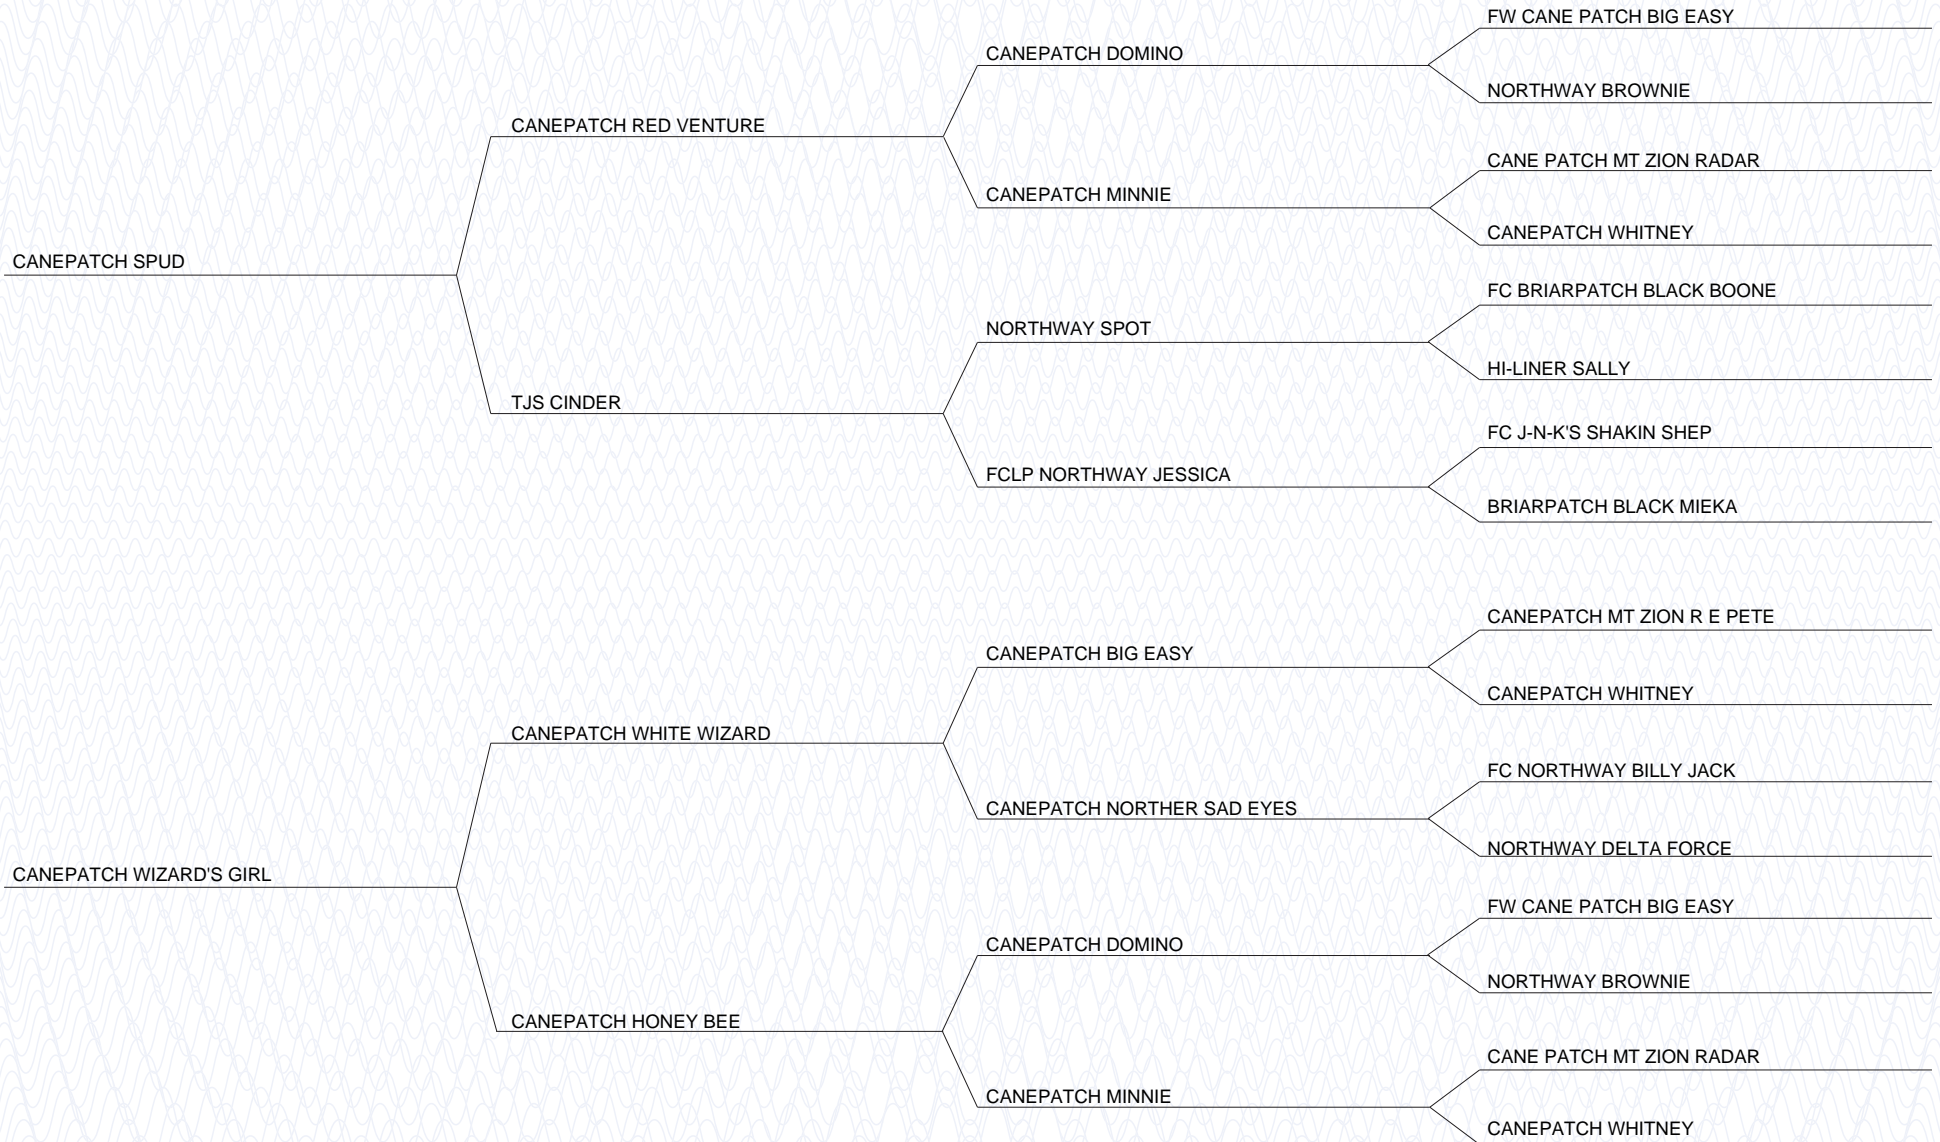 FW CANE PATCH BIG EASY
CANEPATCH DOMINO
NORTHWAY BROWNIE
CANEPATCH RED VENTURE
CANE PATCH MT ZION RADAR
CANEPATCH MINNIE
CANEPATCH WHITNEY
CANEPATCH SPUD
FC BRIARPATCH BLACK BOONE
NORTHWAY SPOT
HI-LINER SALLY
TJS CINDER
FC J-N-K'S SHAKIN SHEP
FCLP NORTHWAY JESSICA
BRIARPATCH BLACK MIEKA
CANEPATCH MT ZION R E PETE
CANEPATCH BIG EASY
CANEPATCH WHITNEY
CANEPATCH WHITE WIZARD
FC NORTHWAY BILLY JACK
CANEPATCH NORTHER SAD EYES
NORTHWAY DELTA FORCE
CANEPATCH WIZARD'S GIRL
FW CANE PATCH BIG EASY
CANEPATCH DOMINO
NORTHWAY BROWNIE
CANEPATCH HONEY BEE
CANE PATCH MT ZION RADAR
CANEPATCH MINNIE
CANEPATCH WHITNEY